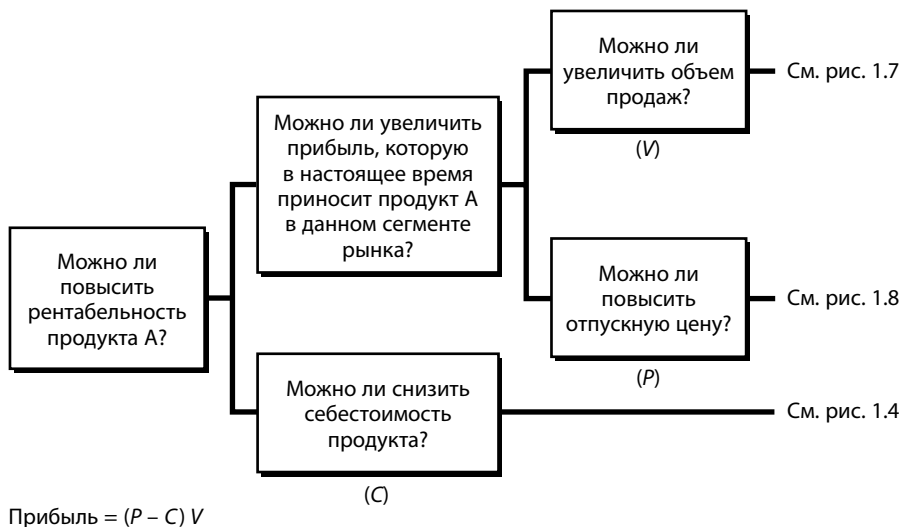 Можно ли
повысить
рентабельность
продукта А?
Можно ли увеличить
прибыль, которую
в настоящее время
приносит продукт А
в данном сегменте
рынка?
Можно ли
увеличить объем
продаж?
(V)
См. рис. 1.7
Можно ли
повысить
отпускную цену?
(P)
См. рис. 1.8
Можно ли снизить
себестоимость
продукта?
(C)
См. рис. 1.4
Прибыль = (P – C) V